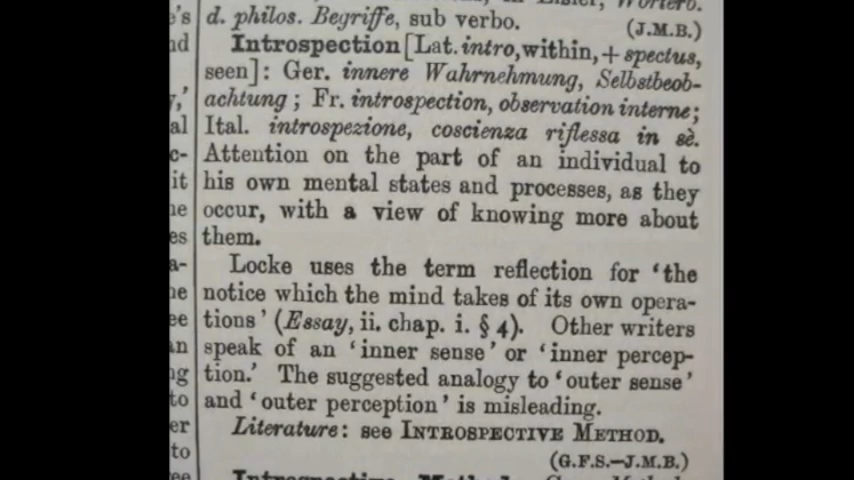 d. philos. Begriffe, sub verbo. (J.M.B.)
Introspection [Lat. intro, within, + spectus,
seen]: Ger. innere Wahrnehmung, Selbstbeob-
achtung; Fr. introspection, observation interne;
Ital. introspezione, coscienza riflessa in sè.
Attention on the part of an individual to
his own mental states and processes, as they
occur, with a view of knowing more about
them.
Locke uses the term reflection for 'the
notice which the mind takes of its own opera-
tions' (Essay, ii. chap. i. § 4). Other writers
speak of an 'inner sense' or 'inner percep-
tion.' The suggested analogy to 'outer sense'
and 'outer perception' is misleading.
Literature: see INTROSPECTIVE METHOD.
(G.F.S.–J.M.B.)